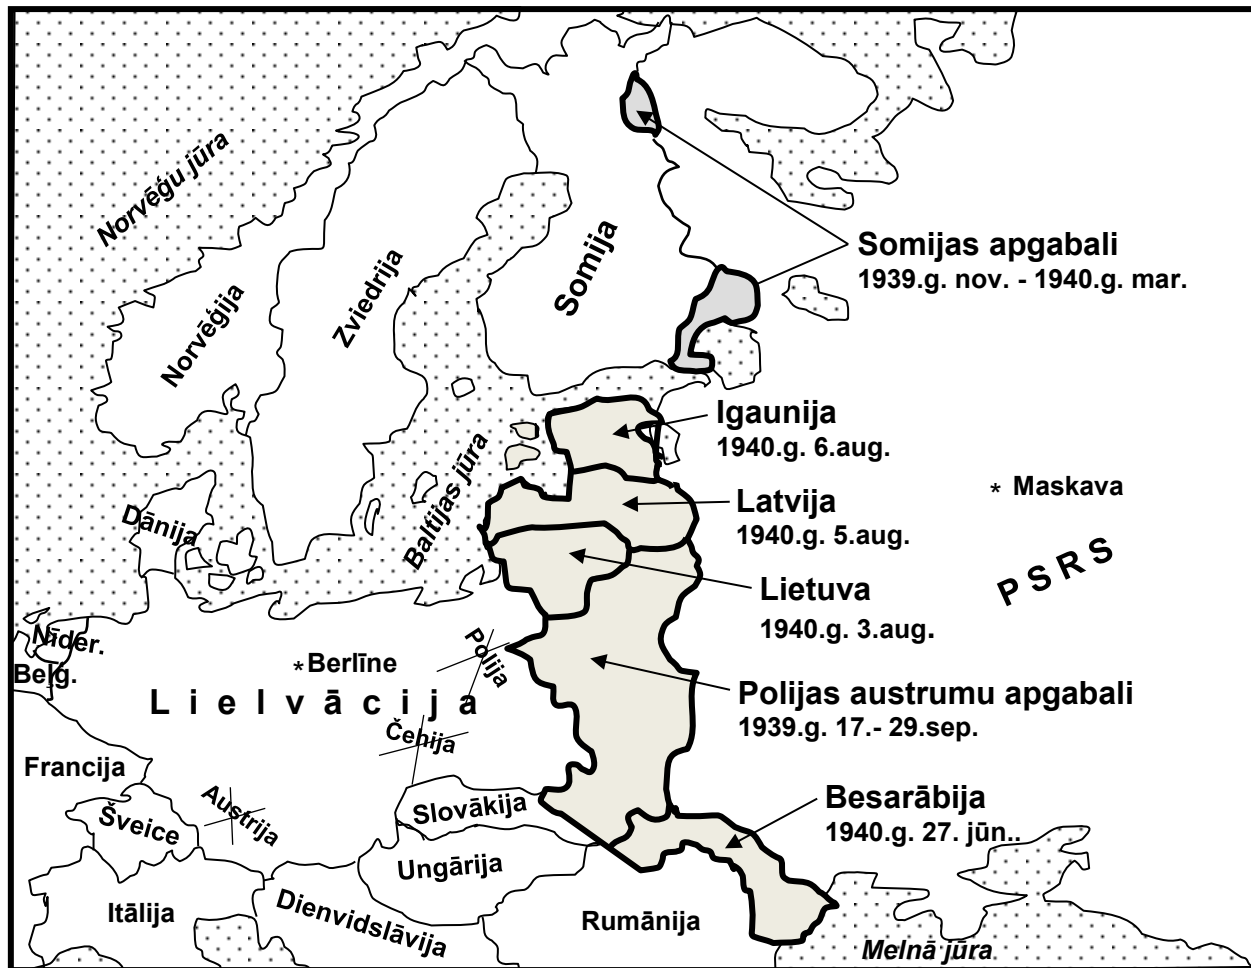 Norvēģu jūra
Norvēģija
Zviedrija
Somija
Somijas apgabali
1939.g. nov. - 1940.g. mar.
Igaunija
1940.g. 6.aug.
Baltijas jūra
Latvija
1940.g. 5.aug.
* Maskava
P S R S
Dānija
Lietuva
1940.g. 3.aug.
Nīder.
Beļg.
*Berlīne
Polija
L i e l v ā c i j a
Polijas austrumu apgabali
1939.g. 17.- 29.sep.
Čehija
Francija
Austrija
Šveice
Slovākija
Besarābija
1940.g. 27. jūn..
Ungārija
Itālija
Dienvidslāvija
Rumānija
Melnā jūra